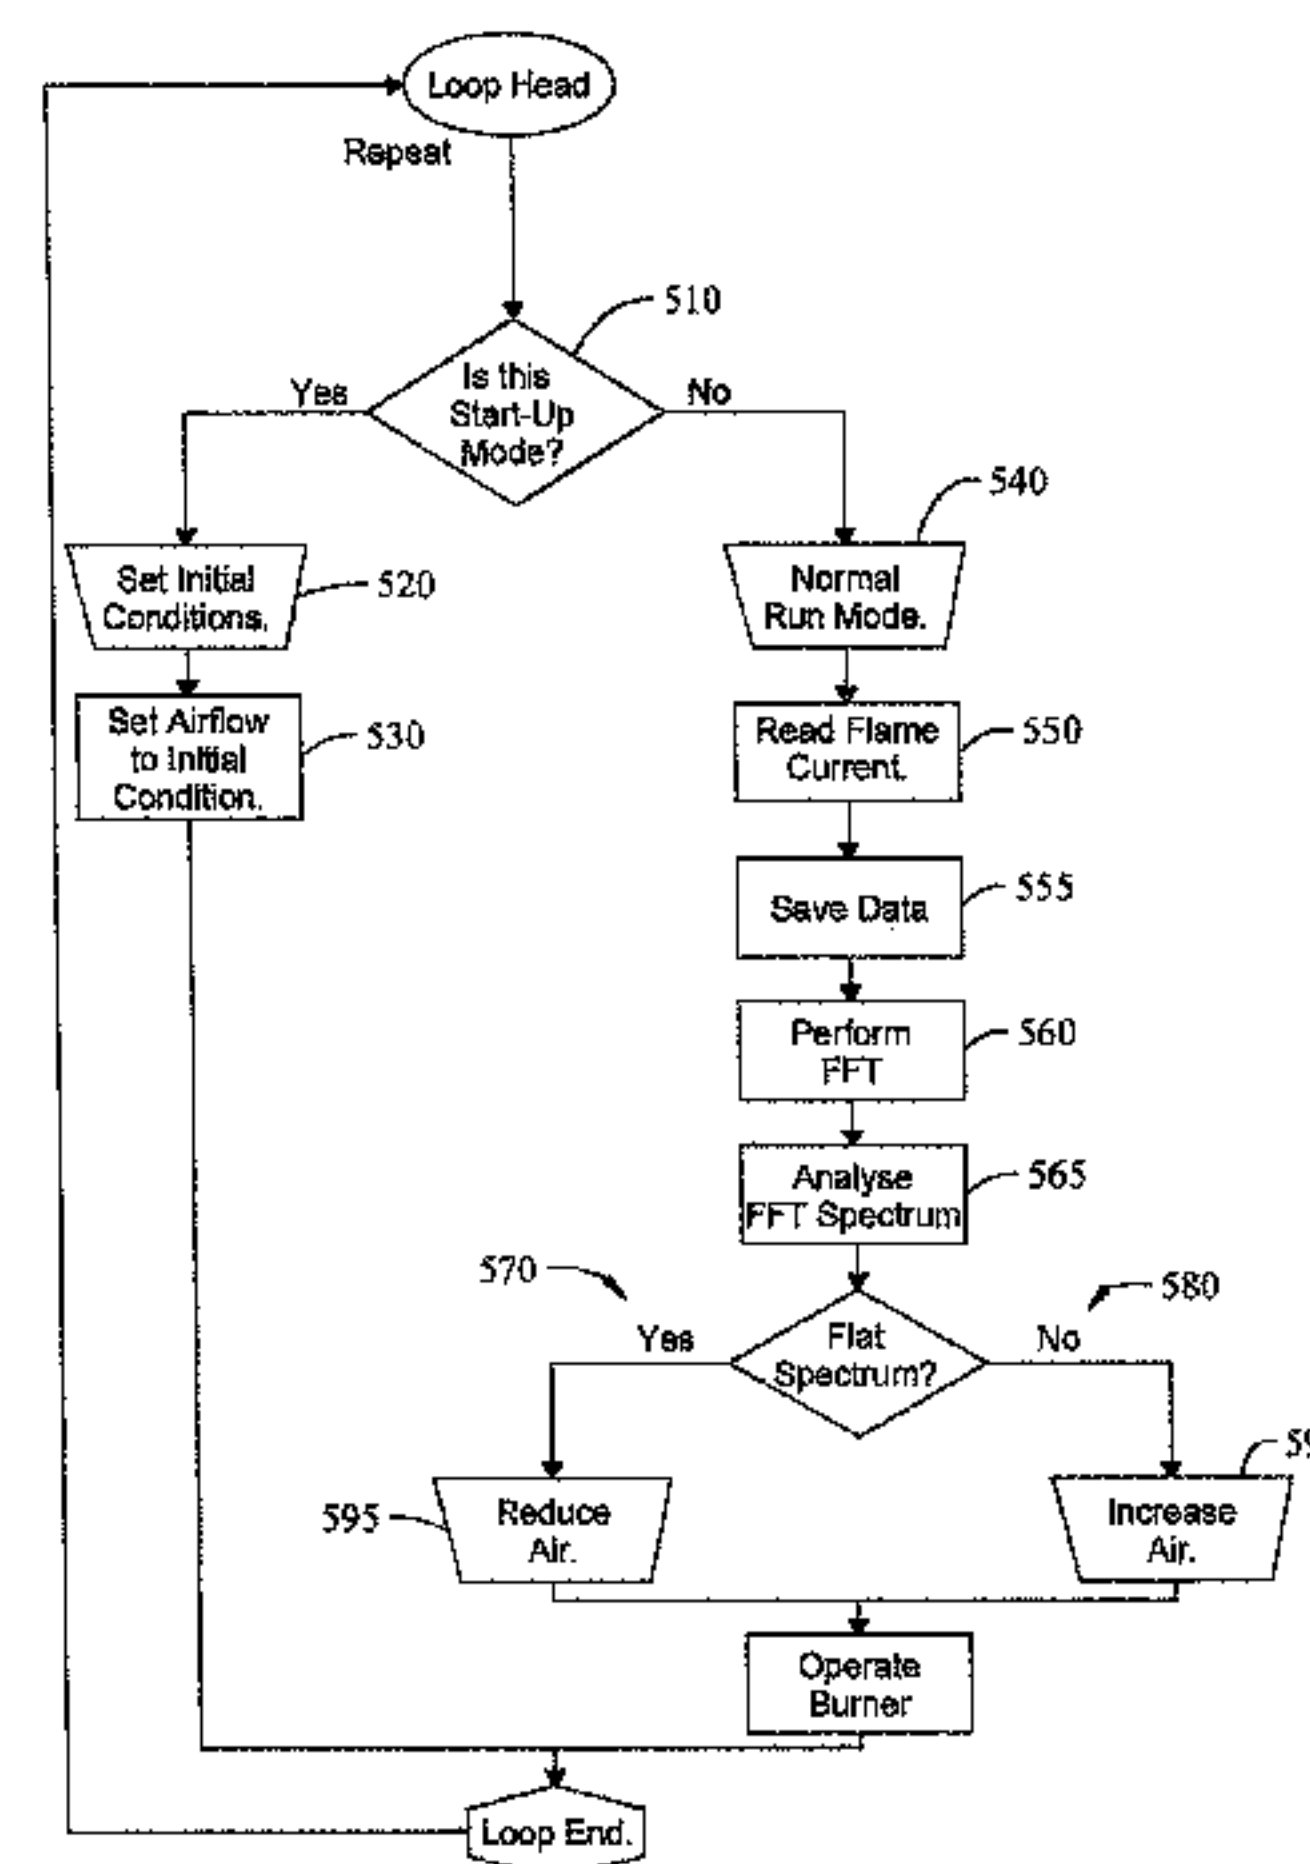 Loop Head
Repeat
510
Is this
Start-Up
Mode?
Yes
No
540
Set Initial
Conditions.
520
Normal
Run Mode.
Set Airflow
to Initial
Condition.
530
Read Flame
Current.
550
Save Data
555
Perform
FFT
560
Analyse
FFT Spectrum
565
570
580
Yes
Flat
Spectrum?
No
595
Reduce
Air.
Increase
Air.
Operate
Burner
Loop End.